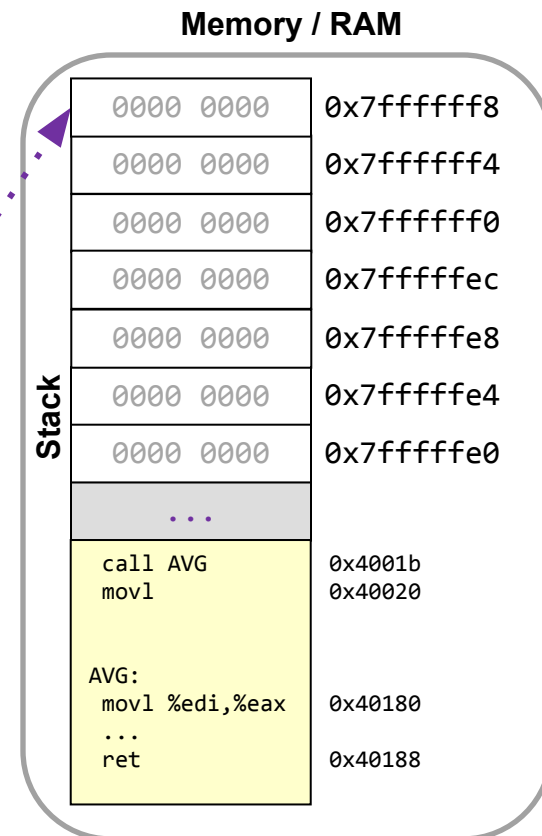 Memory / RAM
0000 0000 0x7ffffff8
0000 0000 0x7ffffff4
0000 0000 0x7ffffff0
0000 0000 0x7fffffec
0000 0000 0x7fffffe8
0000 0000 0x7fffffe4
0000 0000 0x7fffffe0
Stack
...
call AVG 0x4001b
movl 0x40020
AVG:
movl %edi,%eax 0x40180
...
ret 0x40188